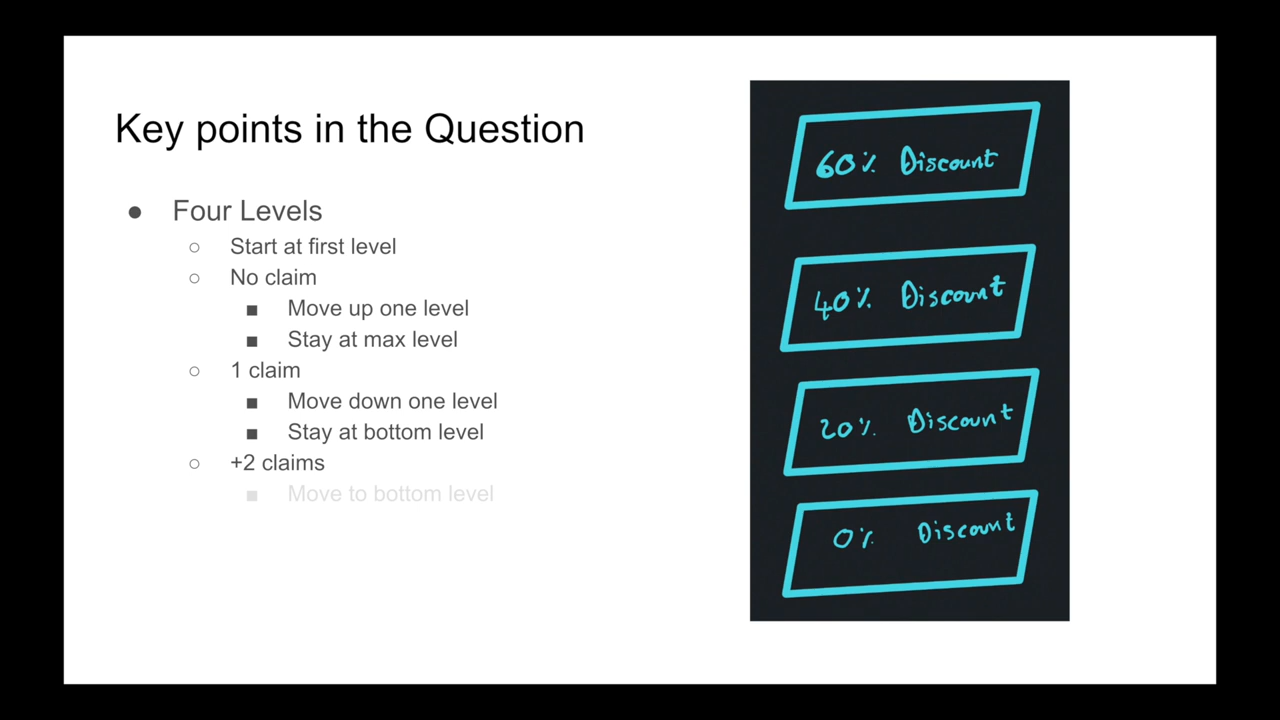 Key points in the Question
● Four Levels
○ Start at first level
○ No claim
■ Move up one level
■ Stay at max level
○ 1 claim
■ Move down one level
■ Stay at bottom level
○ +2 claims
■ Move to bottom level
60% Discount
40% Discount
20% Discount
0% Discount